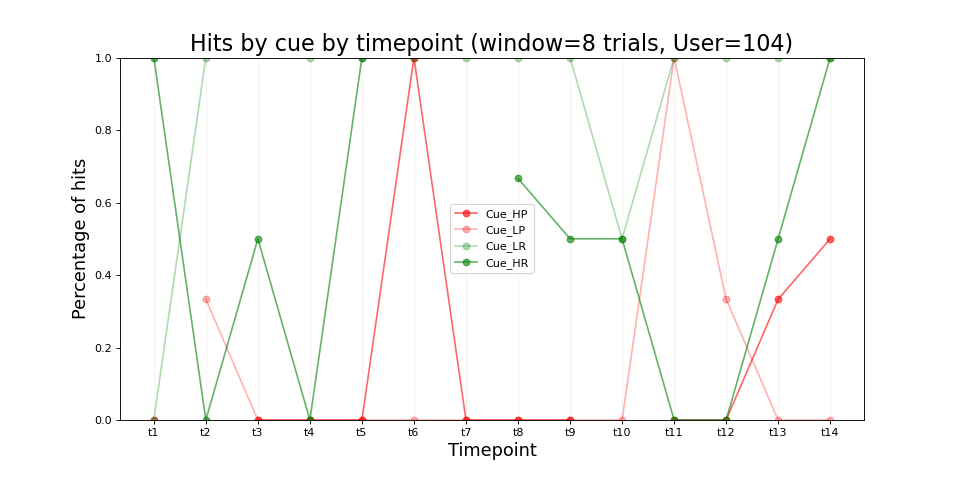 Hits by cue by timepoint (window=8 trials, User=104)
Percentage of hits
1.0
0.8
0.6
0.4
0.2
0.0
Cue_HP
Cue_LP
Cue_LR
Cue_HR
t1 t2 t3 t4 t5 t6 t7 t8 t9 t10 t11 t12 t13 t14
Timepoint